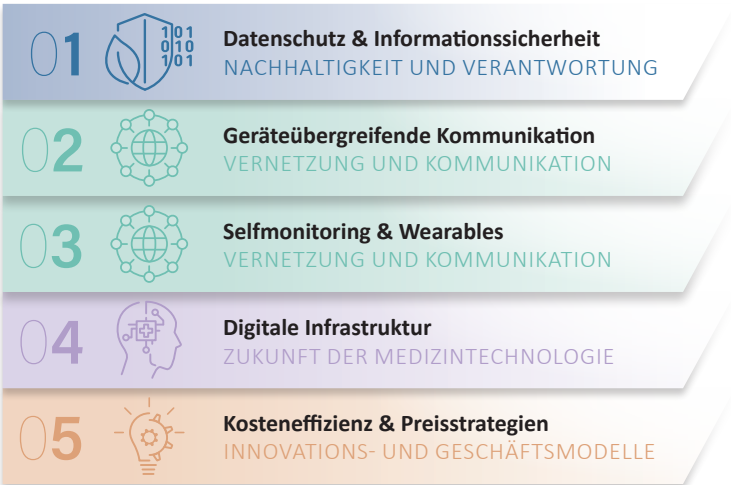 01
101
010
101
Datenschutz & Informationssicherheit
NACHHALTIGKEIT UND VERANTWORTUNG
02
Geräteübergreifende Kommunikation
VERNETZUNG UND KOMMUNIKATION
03
Selfmonitoring & Wearables
VERNETZUNG UND KOMMUNIKATION
04
Digitale Infrastruktur
ZUKUNFT DER MEDIZINTECHNOLOGIE
05
Kosteneffizienz & Preisstrategien
INNOVATIONS- UND GESCHÄFTSMODELLE